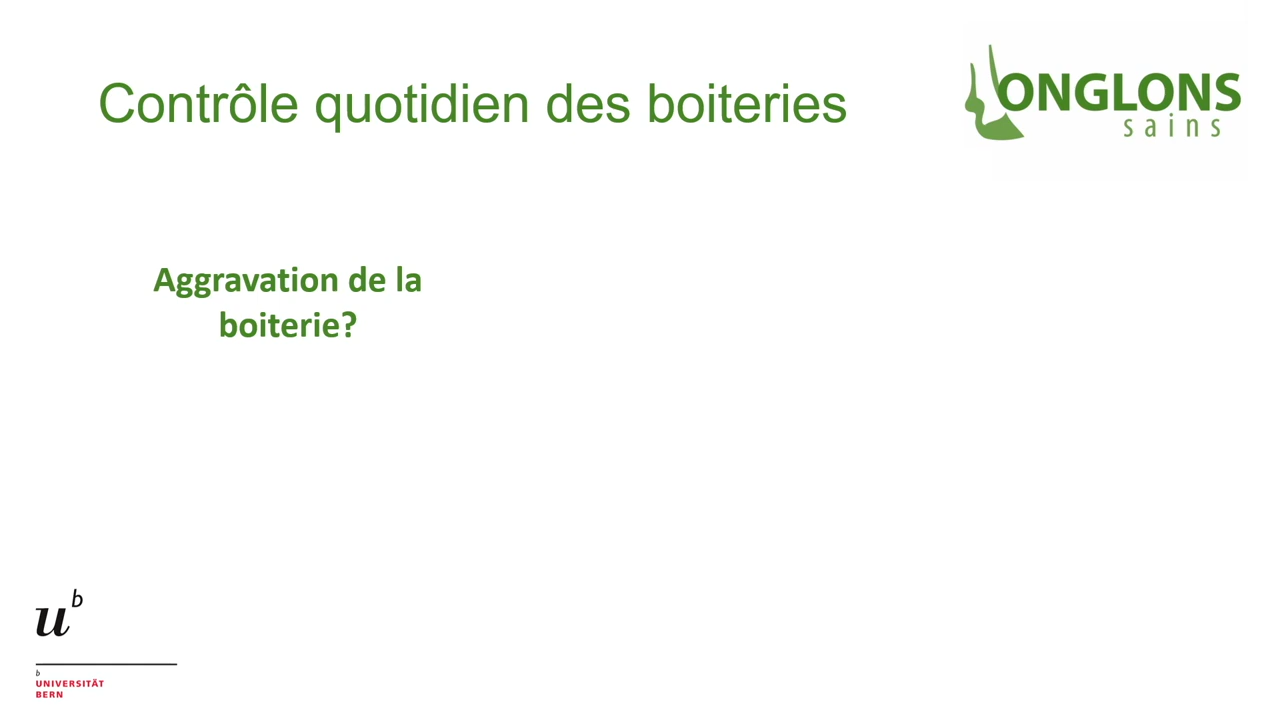 Contrôle quotidien des boiteries
ONGLONS
sains
Aggravation de la
boiterie?
u b
b
UNIVERSITÄT
BERN